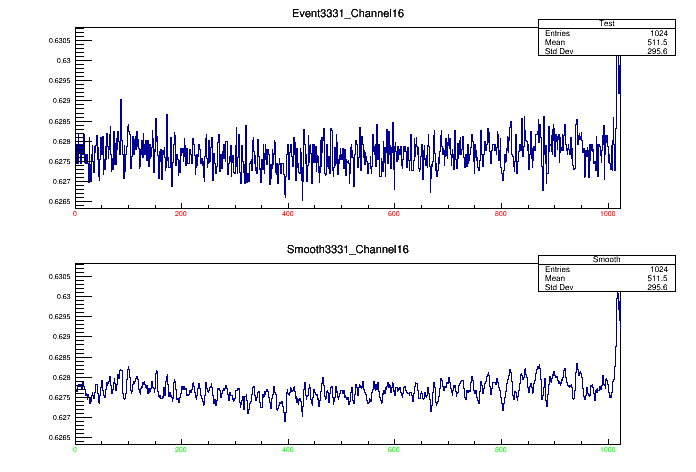 Event3331_Channel16
Test
Entries 1024
Mean 511.5
Std Dev 295.6
0.6305
0.63
0.6295
0.629
0.6285
0.628
0.6275
0.627
0.6265
0 200 400 600 800 1000
Smooth3331_Channel16
Smooth
Entries 1024
Mean 511.5
Std Dev 295.6
0.6305
0.63
0.6295
0.629
0.6285
0.628
0.6275
0.627
0.6265
0 200 400 600 800 1000